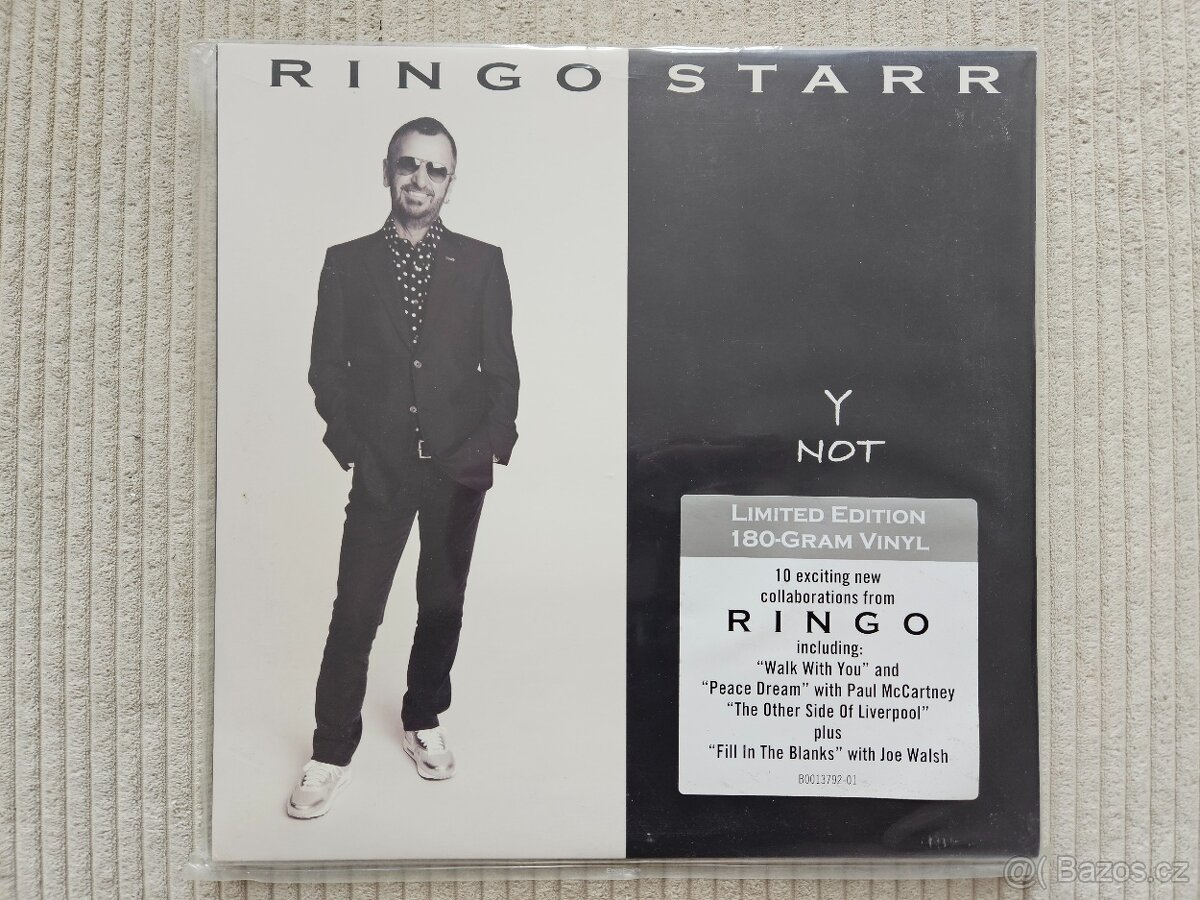 RINGO STARR
Y
NOT
LIMITED EDITION
180-GRAM VINYL
10 exciting new
collaborations from
RINGO
including:
“Walk With You” and
“Peace Dream” with Paul McCartney
“The Other Side Of Liverpool”
plus
“Fill In The Blanks” with Joe Walsh
B0013792-01
@( Bazos.cz